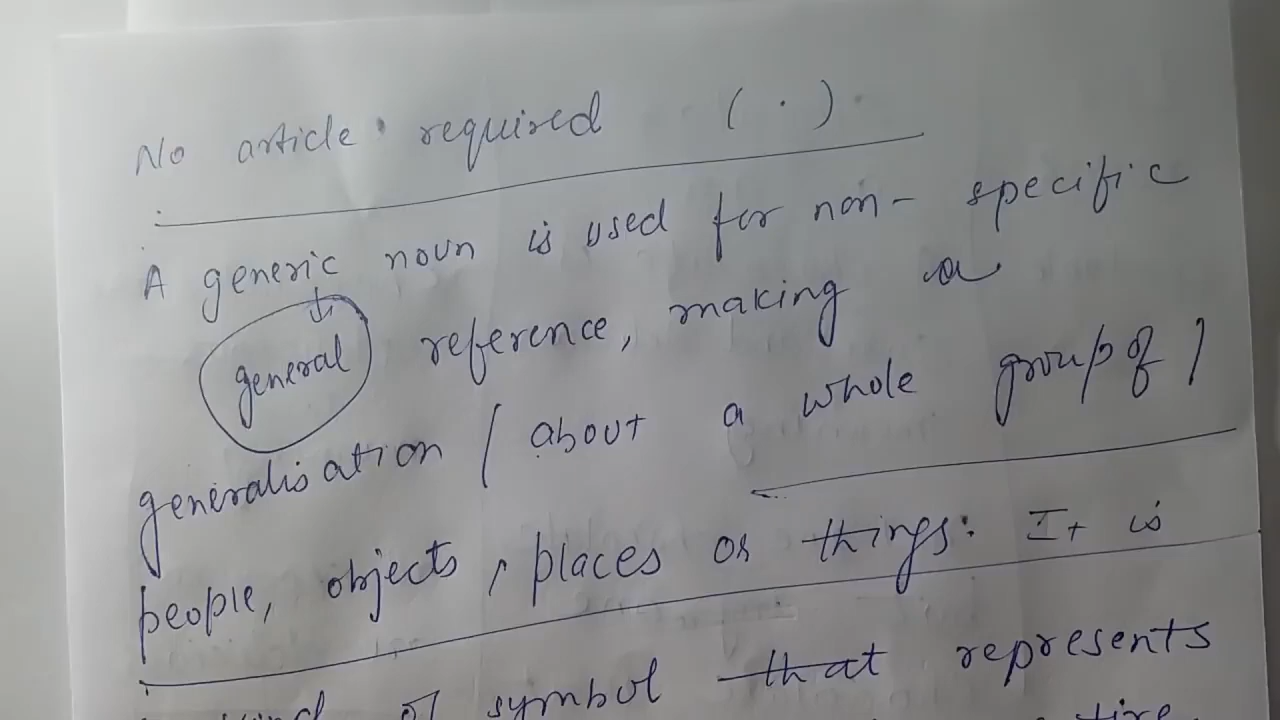 No article required ( . )
A generic noun is used for non- specific
general reference, making a
generalisation / about a whole group of /
people, objects, places or things. It is
of symbol that represents